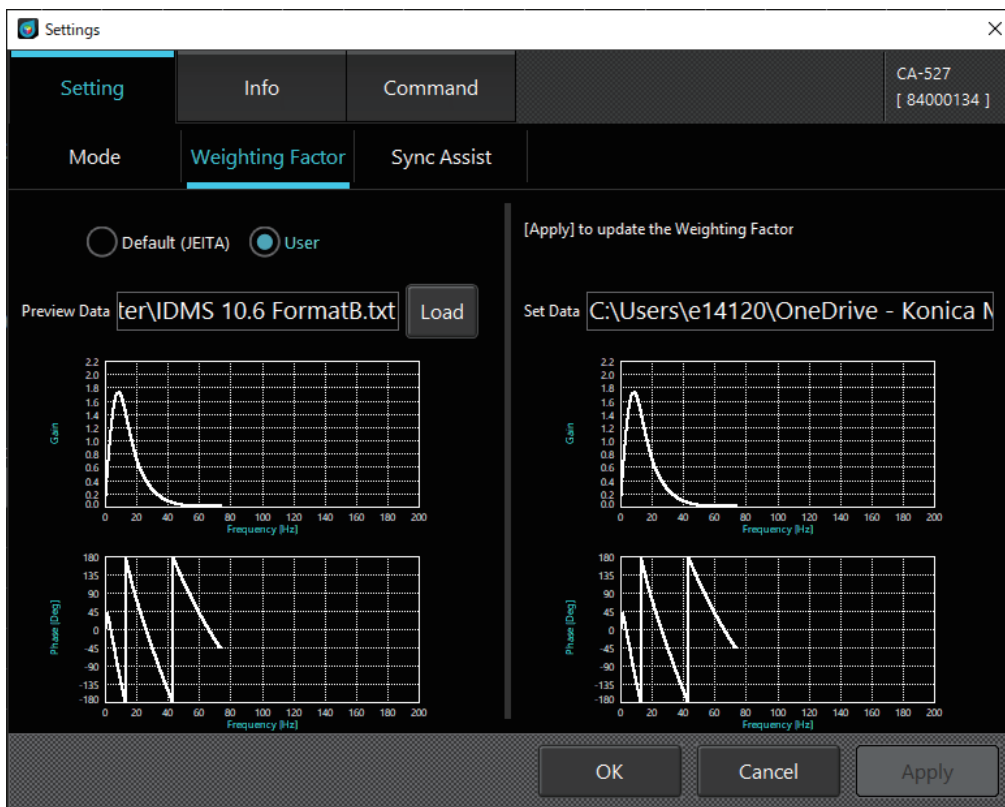 Settings
Setting Info Command
CA-527
[ 84000134 ]
Mode Weighting Factor Sync Assist
Default (JEITA) User
Preview Data ter\IDMS 10.6 FormatB.txt Load
2.2
2.0
1.8
1.6
1.4
1.2
1.0
0.8
0.6
0.4
0.2
0.0
Gain
0 20 40 60 80 100 120 140 160 180 200
Frequency [Hz]
180
135
90
45
0
-45
-90
-135
-180
Phase [Deg]
0 20 40 60 80 100 120 140 160 180 200
Frequency [Hz]
[Apply] to update the Weighting Factor
Set Data C:\Users\e14120\OneDrive - Konica M
2.2
2.0
1.8
1.6
1.4
1.2
1.0
0.8
0.6
0.4
0.2
0.0
Gain
0 20 40 60 80 100 120 140 160 180 200
Frequency [Hz]
180
135
90
45
0
-45
-90
-135
-180
Phase [Deg]
0 20 40 60 80 100 120 140 160 180 200
Frequency [Hz]
OK Cancel Apply